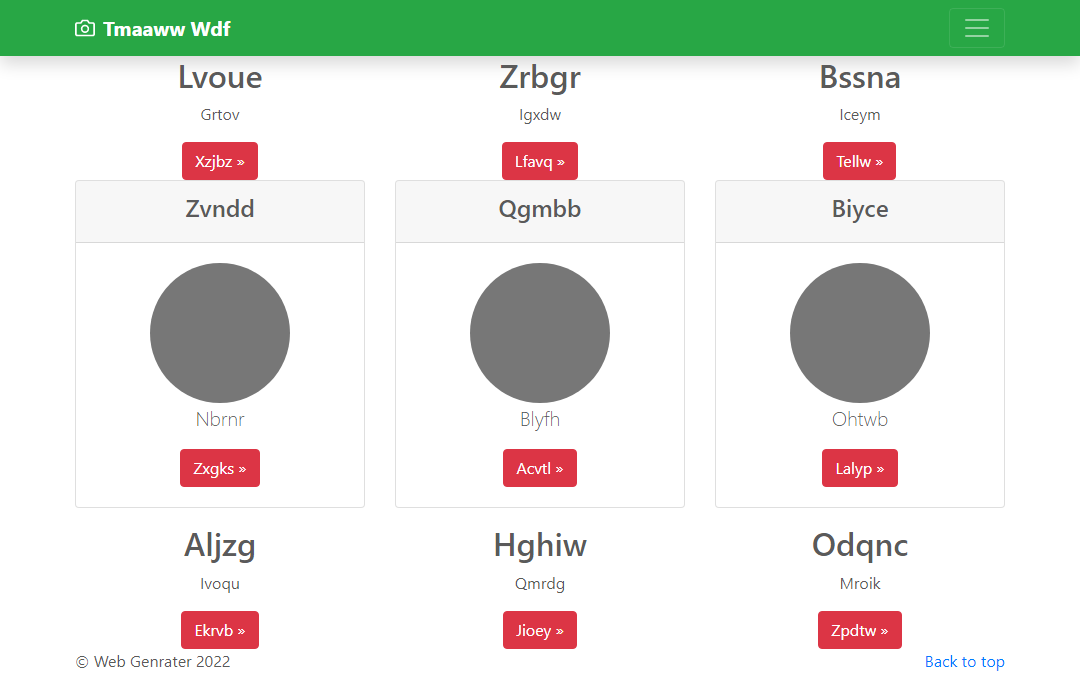 Tmaaww Wdf
Lvoue
Grtov
Xzjbz »
Zrbgr
Igxdw
Lfavq »
Bssna
Iceym
Tellw »
Zvndd
Nbrnr
Zxgks »
Qgmbb
Blyfh
Acvtl »
Biyce
Ohtwb
Lalyp »
Aljzg
Ivoqu
Ekrvb »
Hghiw
Qmrdg
Jioey »
Odqnc
Mroik
Zpdtw »
© Web Genrater 2022
Back to top